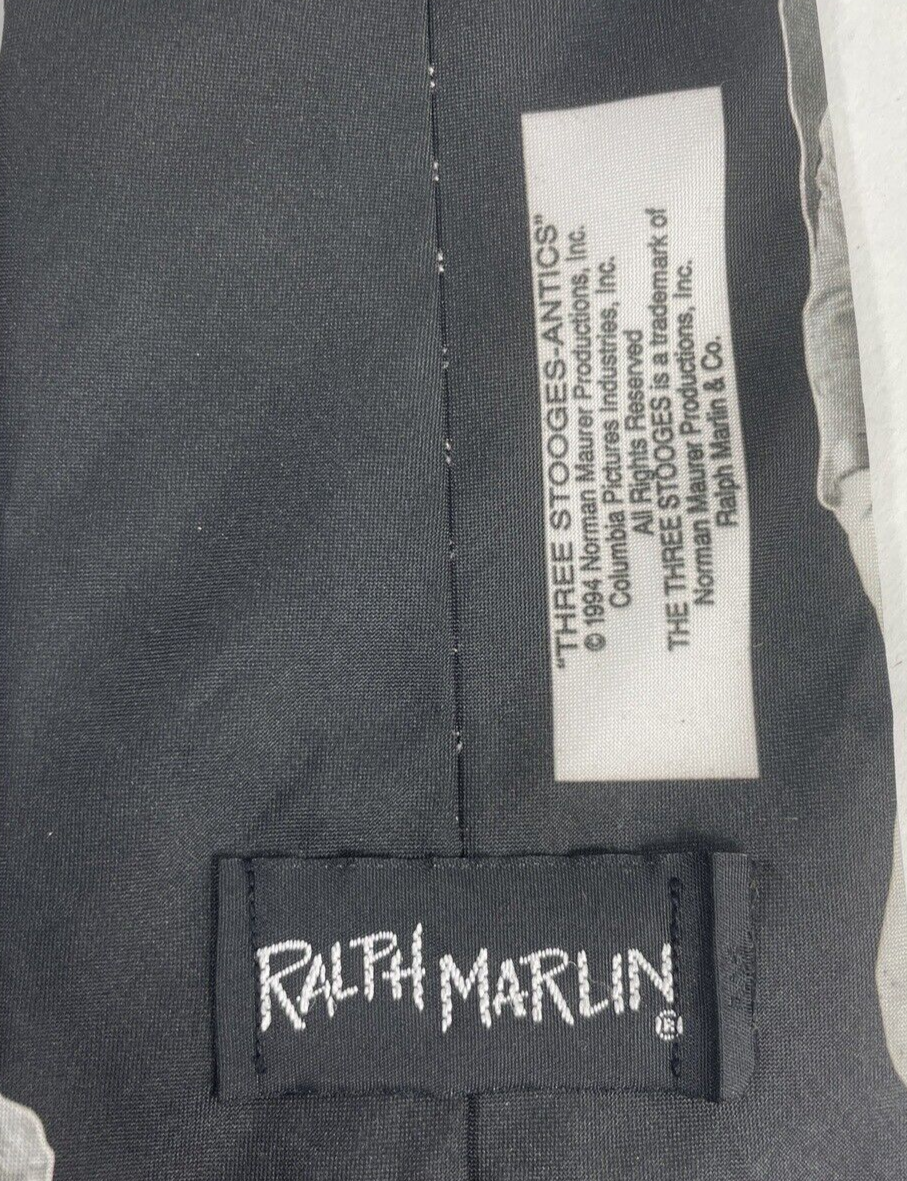 "THREE STOOGES-ANTICS"
© 1994 Norman Maurer Productions, Inc.
Columbia Pictures Industries, Inc.
All Rights Reserved
THE THREE STOOGES is a trademark of
Norman Maurer Productions, Inc.
Ralph Marlin & Co.
RALPH MARLIN®